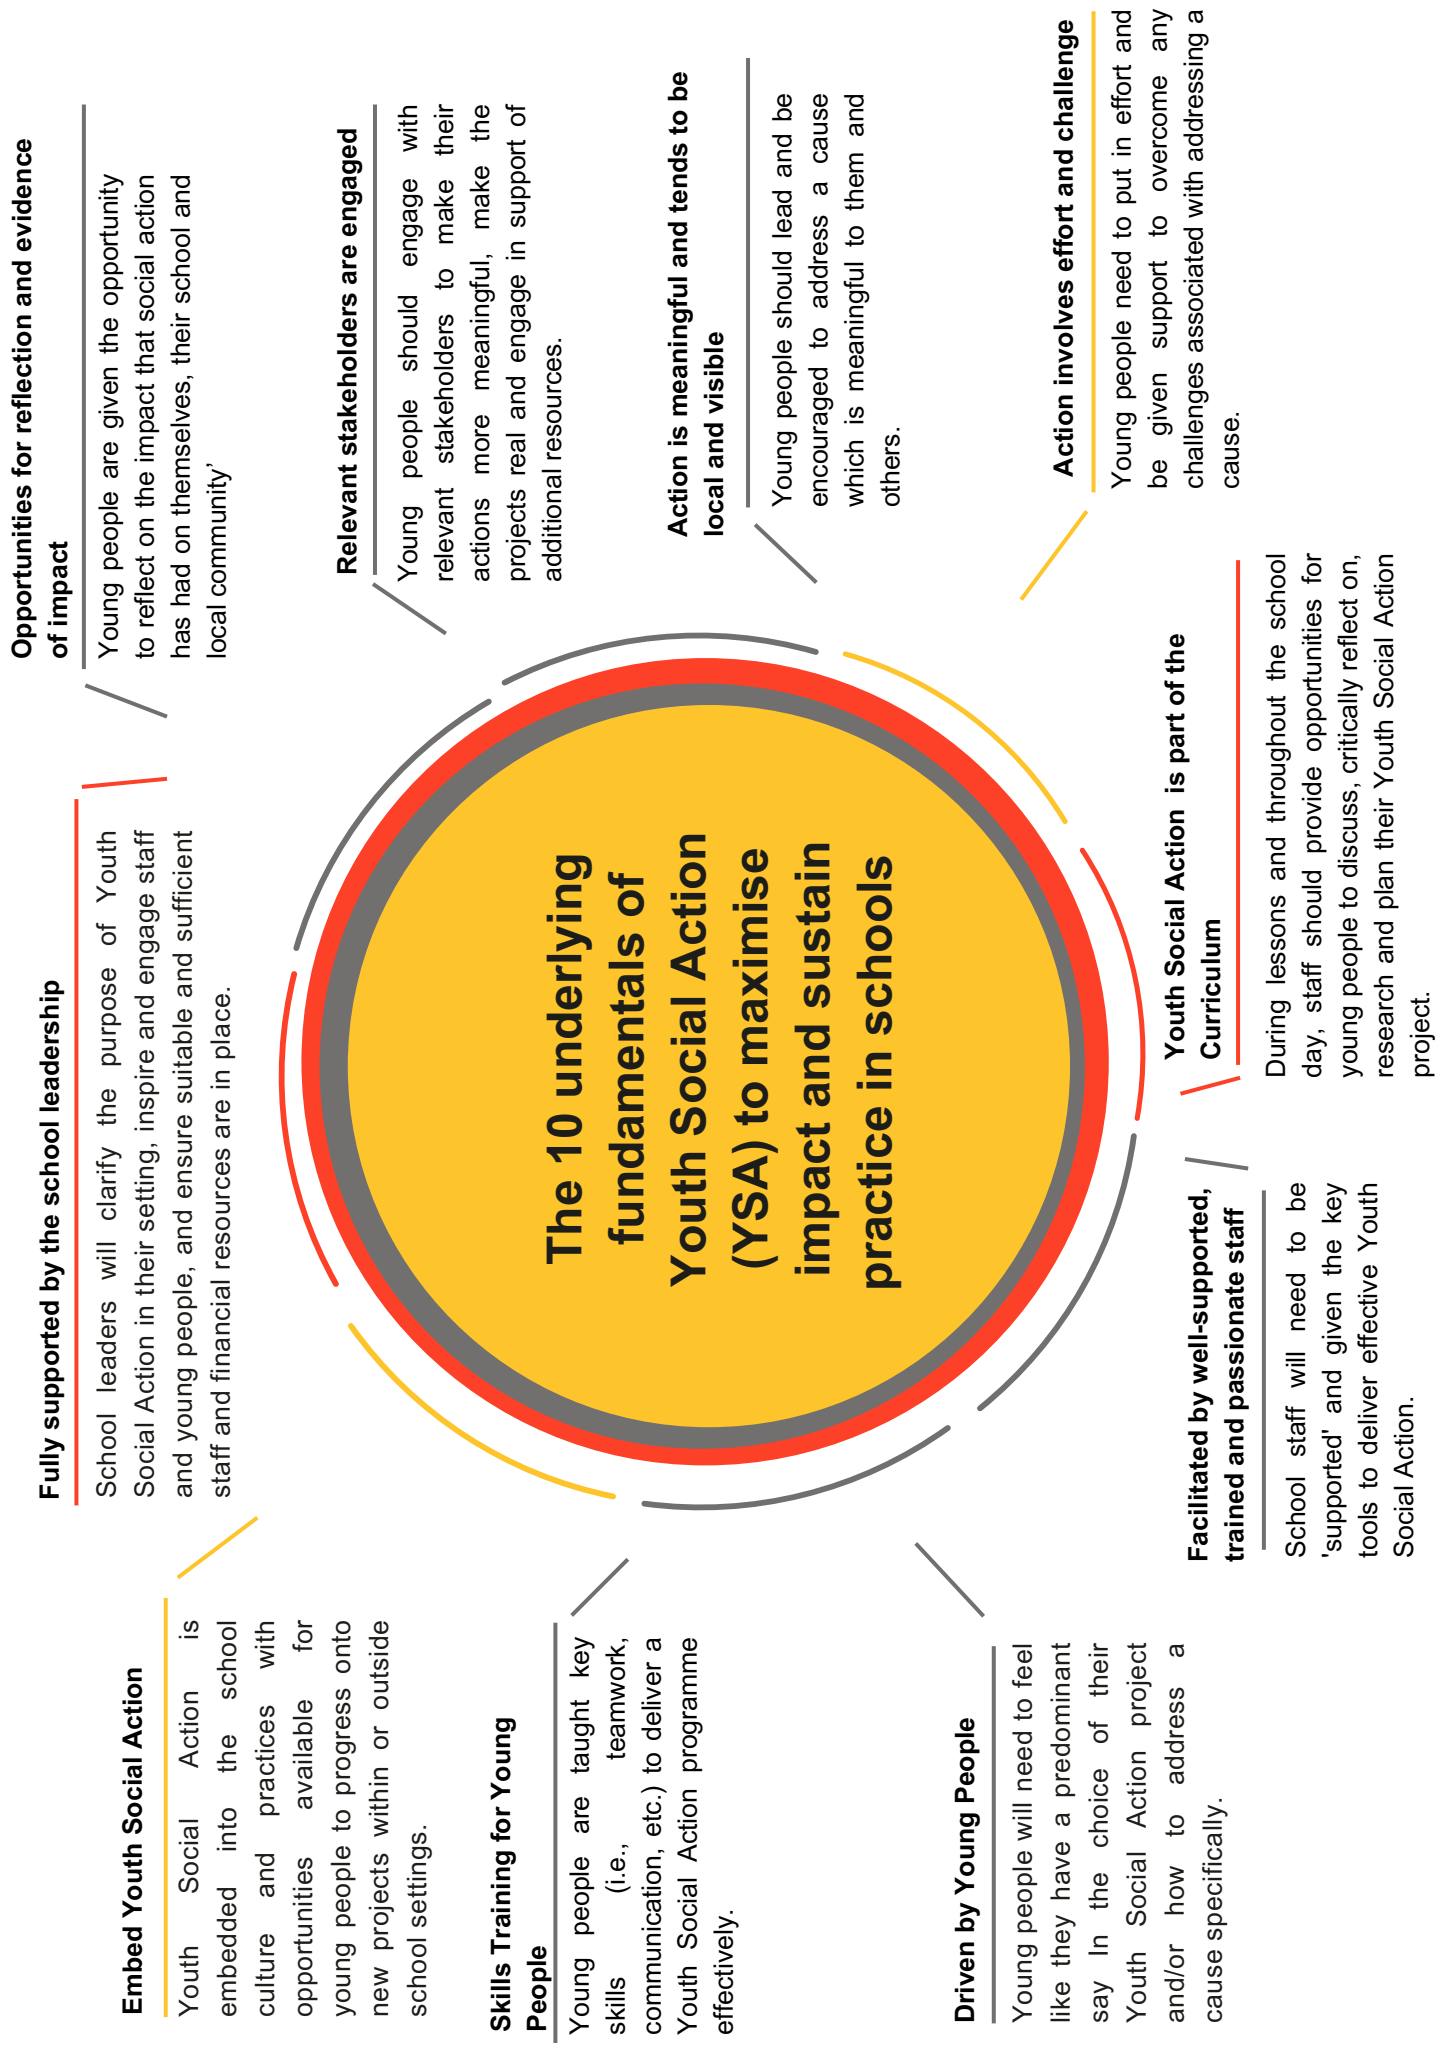 The 10 underlying
fundamentals of
Youth Social Action
(YSA) to maximise
impact and sustain
practice in schools
Fully supported by the school leadership
School leaders will clarify the purpose of Youth
Social Action in their setting, inspire and engage staff
and young people, and ensure suitable and sufficient
staff and financial resources are in place.
Opportunities for reflection and evidence
of impact
Young people are given the opportunity
to reflect on the impact that social action
has had on themselves, their school and
local community’
Relevant stakeholders are engaged
Young people should engage with
relevant stakeholders to make their
actions more meaningful, make the
projects real and engage in support of
additional resources.
Action is meaningful and tends to be
local and visible
Young people should lead and be
encouraged to address a cause
which is meaningful to them and
others.
Action involves effort and challenge
Young people need to put in effort and
be given support to overcome any
challenges associated with addressing a
cause.
Youth Social Action  is part of the
Curriculum
During lessons and throughout the school
day, staff should provide opportunities for
young people to discuss, critically reflect on,
research and plan their Youth Social Action
project.
Facilitated by well-supported,
trained and passionate staff
School staff will need to be
'supported' and given the key
tools to deliver effective Youth
Social Action.
Driven by Young People
Young people will need to feel
like they have a predominant
say In the choice of their
Youth Social Action project
and/or how to address a
cause specifically.
Skills Training for Young
People
Young people are taught key
skills (i.e., teamwork,
communication, etc.) to deliver a
Youth Social Action programme
effectively.
Embed Youth Social Action
Youth Social Action is
embedded into the school
culture and practices with
opportunities available for
young people to progress onto
new projects within or outside
school settings.